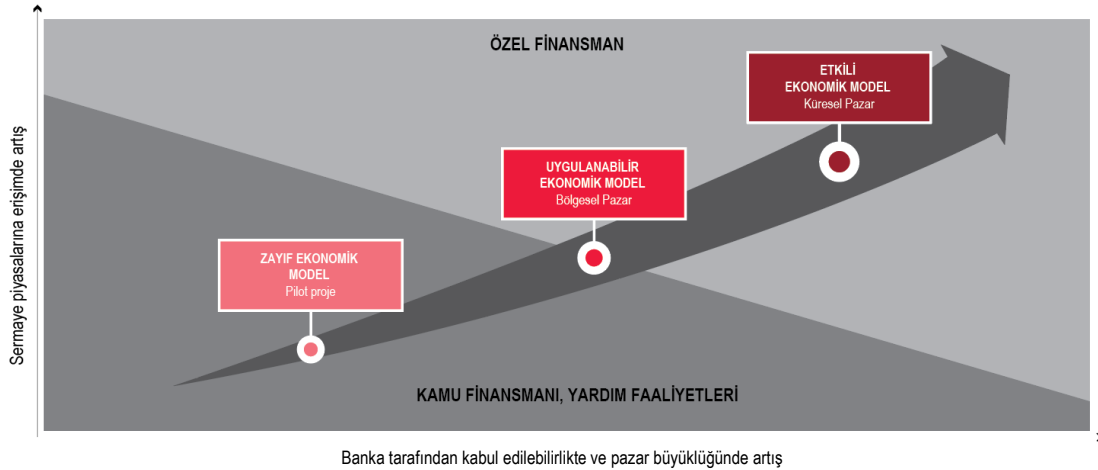 ÖZEL FİNANSMAN
ETKİLİ
EKONOMİK MODEL
Küresel Pazar
UYGULANABİLİR
EKONOMİK MODEL
Bölgesel Pazar
ZAYIF EKONOMİK
MODEL
Pilot proje
KAMU FİNANSMANI, YARDIM FAALİYETLERİ
Sermaye piyasalarına erişimde artış
Banka tarafından kabul edilebilirlikte ve pazar büyüklüğünde artış